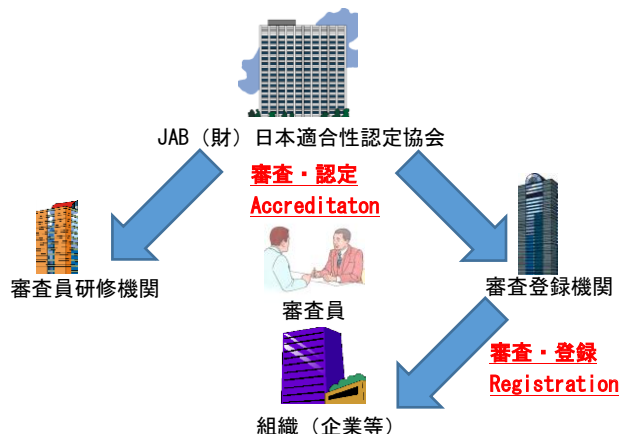 JAB（財）日本適合性認定協会
審査・認定
Accreditaton
審査員研修機関
審査員
審査登録機関
審査・登録
Registration
組織（企業等）